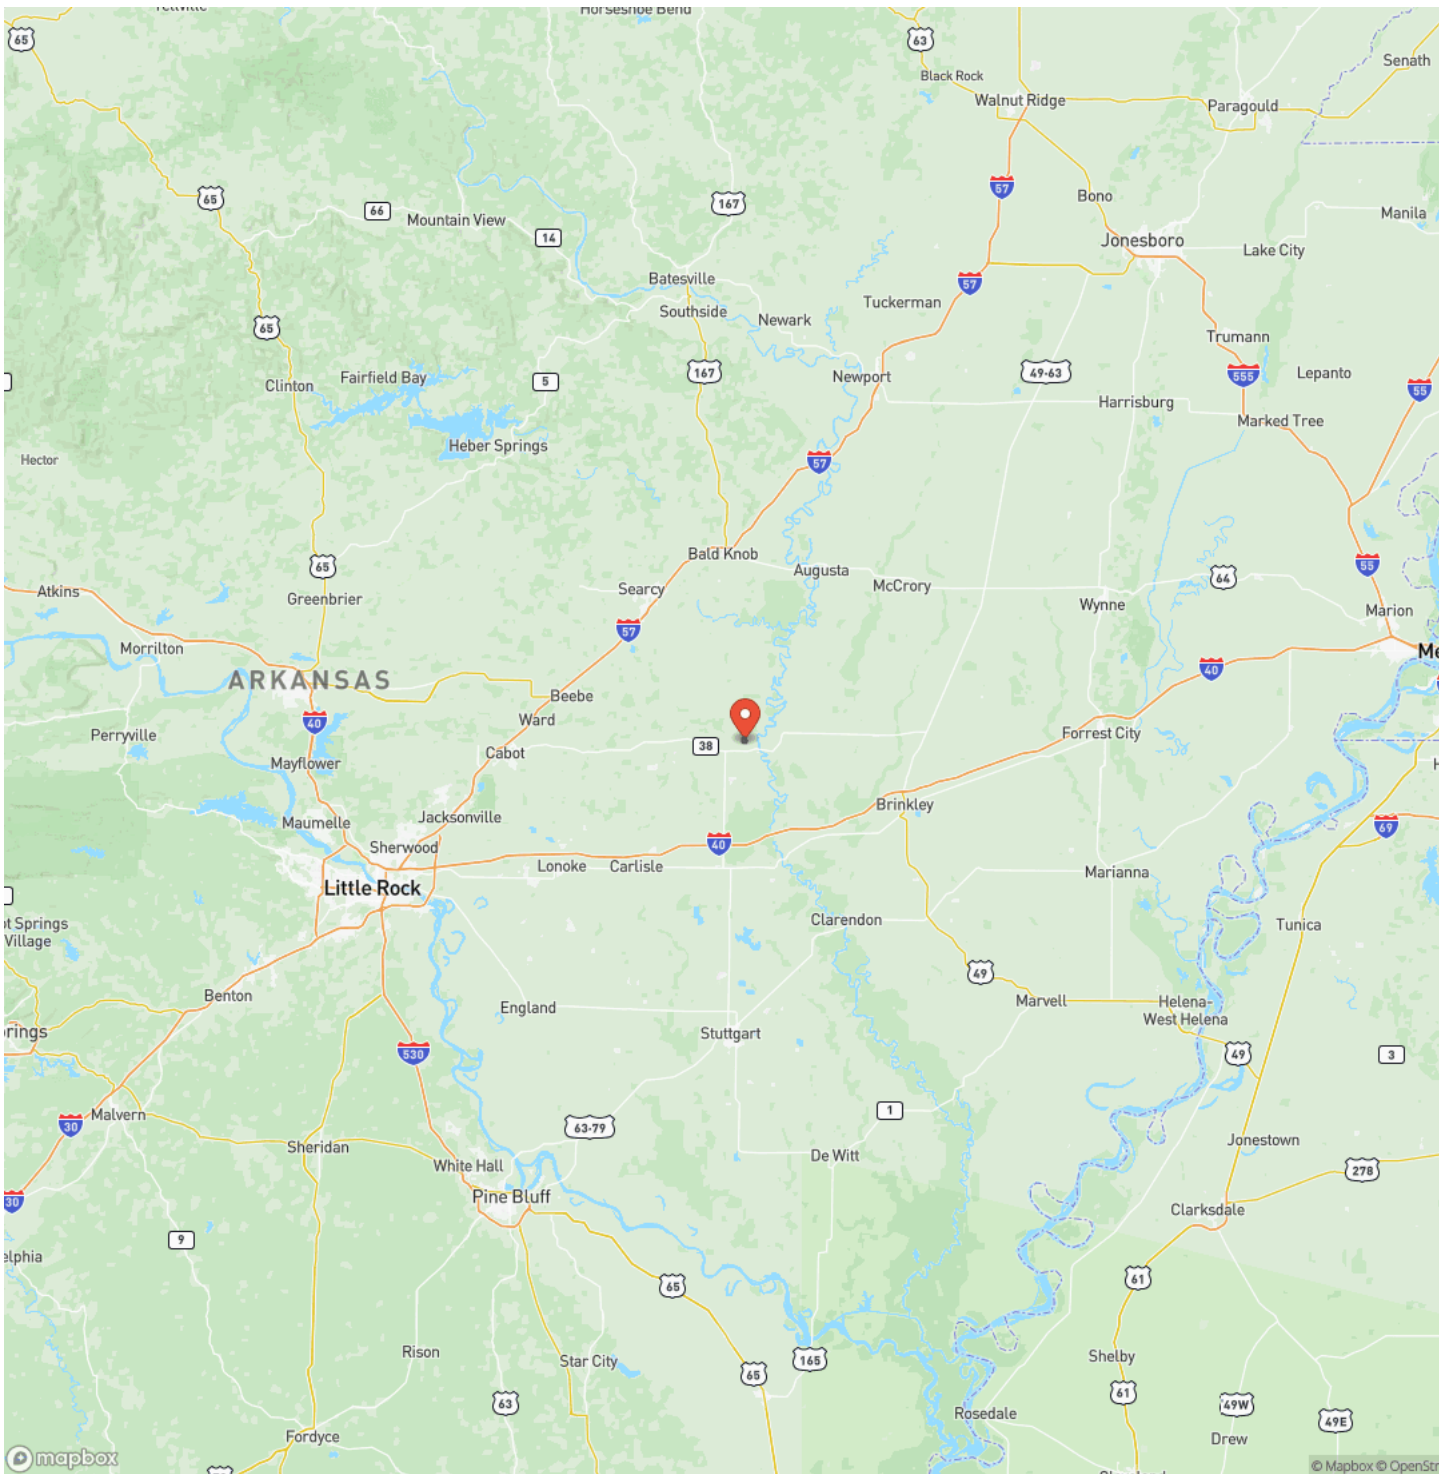 Yellville
Horseshoe Bend
65
63
Senath
Black Rock
Walnut Ridge
Paragould
57
65
66
167
Bono
Manila
Mountain View
14
Jonesboro
Lake City
Batesville
57
Tuckerman
Southside
Newark
65
Trumann
167
49-63
555
Lepanto
55
Clinton
Fairfield Bay
5
Newport
Harrisburg
Marked Tree
Heber Springs
Hector
57
Bald Knob
65
Augusta
64
55
Atkins
Greenbrier
Searcy
McCrory
Wynne
Marion
57
Morrilton
Me
ARKANSAS
40
Beebe
40
Ward
Perryville
38
Forrest City
Cabot
Mayflower
Brinkley
Maumelle
Jacksonville
69
Sherwood
40
Lonoke
Carlisle
Marianna
Little Rock
ot Springs
Village
Clarendon
Tunica
49
Benton
England
Marvell
Helena-
West Helena
rings
Stuttgart
530
49
3
Malvern
30
63-79
1
Sheridan
Jonestown
White Hall
De Witt
278
30
Pine Bluff
Clarksdale
9
elphia
65
61
Rison
Star City
165
Shelby
65
61
63
49W
49E
Rosedale
Fordyce
Drew
mapbox
© Mapbox © OpenStr